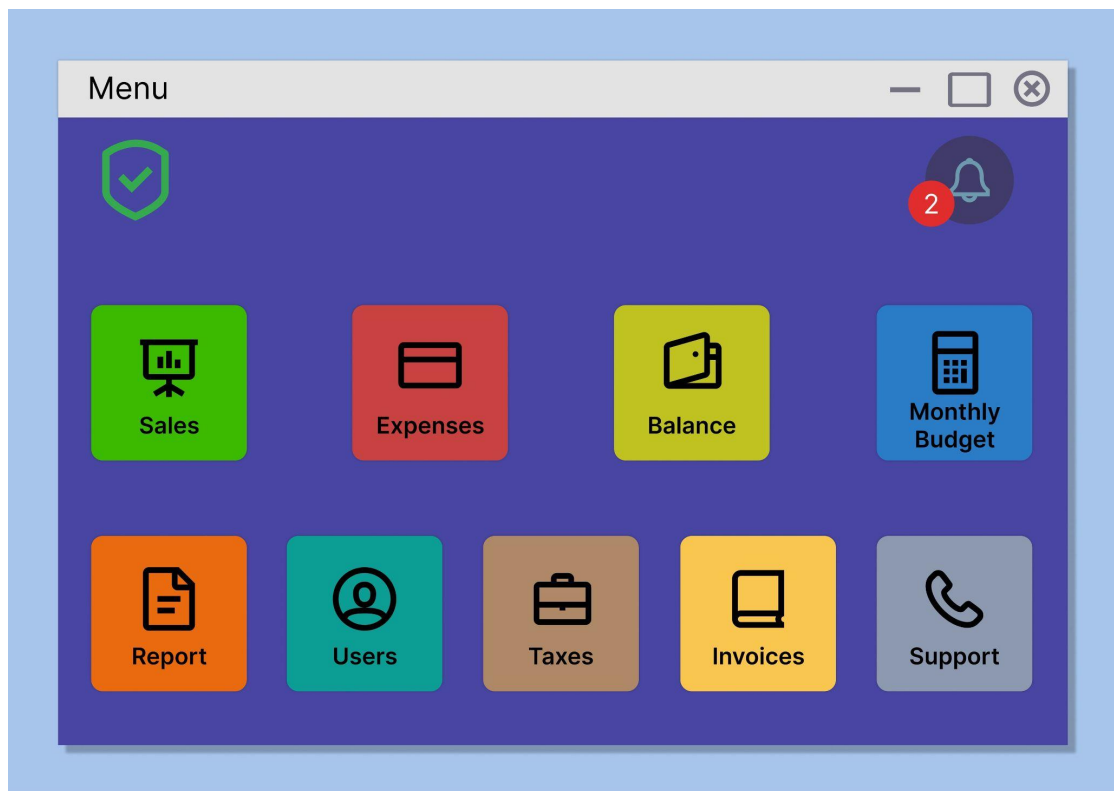 Menu
2
Sales
Expenses
Balance
Monthly
Budget
Report
Users
Taxes
Invoices
Support